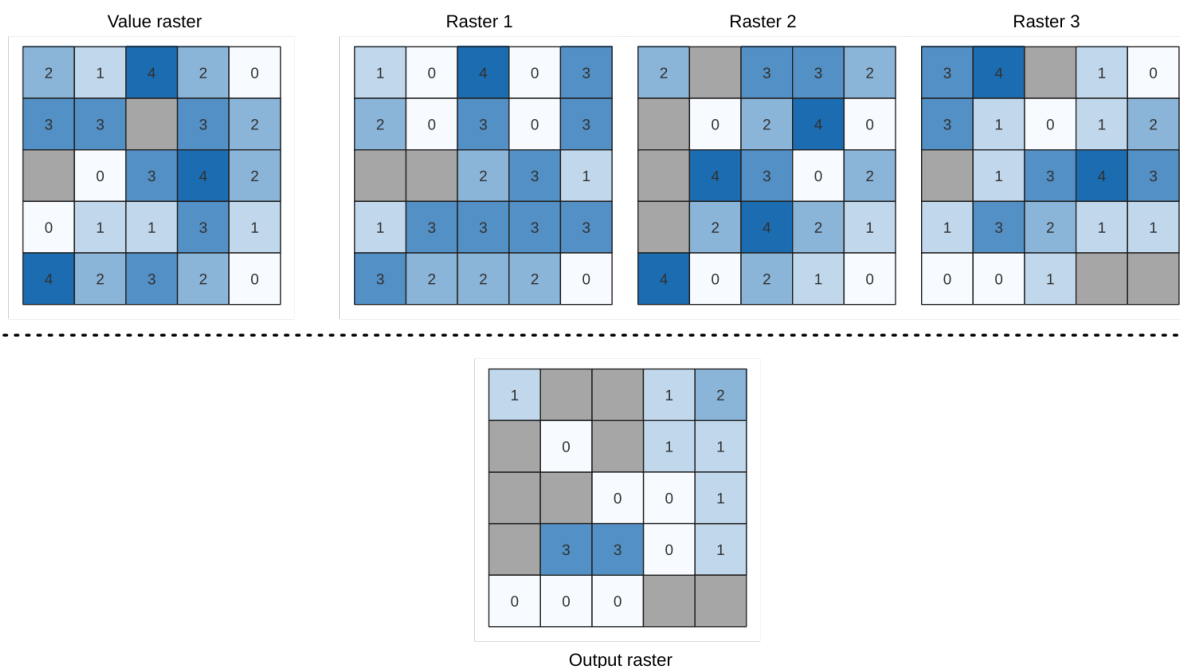 Value raster Raster 1 Raster 2 Raster 3
2 1 4 2 0 1 0 4 0 3 2 3 3 2 3 4 1 0
3 3 3 2 2 0 3 0 3 0 2 4 0 3 1 0 1 2
0 3 4 2 2 3 1 4 3 0 2 1 3 4 3
0 1 1 3 1 1 3 3 3 3 2 4 2 1 1 3 2 1 1
4 2 3 2 0 3 2 2 2 0 4 0 2 1 0 0 0 1
1 1 2
0 1 1
0 0 1
3 3 0 1
0 0 0
Output raster